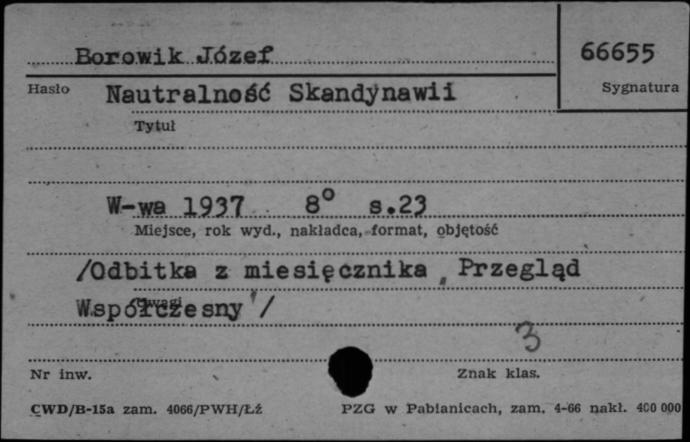 Borowik Józef 66655
Hasło Nautralność Skandynawii Sygnatura
Tytuł
W-wa 1937 8° s.23
Miejsce, rok wyd., nakładca, format, objętość
/Odbitka z miesięcznika „Przegląd
Uwagi
Współczesny"/
3
Nr inw. Znak klas.
CWD/B-15a zam. 4066/PWH/Łź PZG w Pabianicach, zam. 4-66 nakł. 400 000